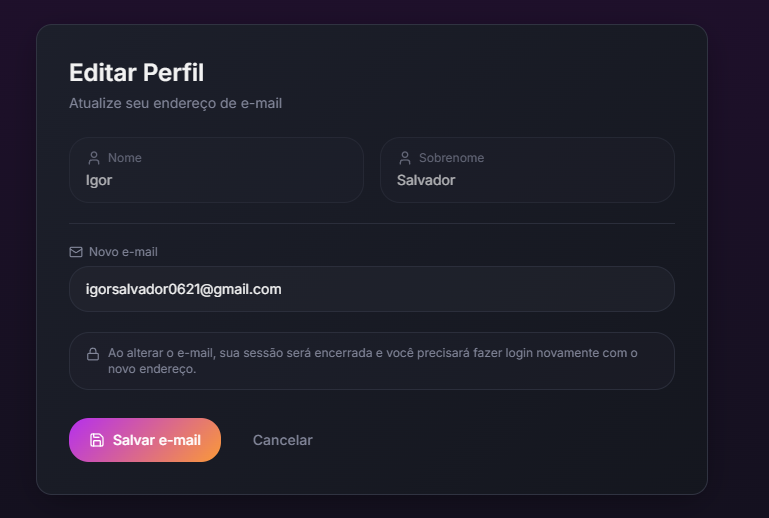 Editar Perfil
Atualize seu endereço de e-mail
Nome
Igor
Sobrenome
Salvador
Novo e-mail
igorsalvador0621@gmail.com
Ao alterar o e-mail, sua sessão será encerrada e você precisará fazer login novamente com o
novo endereço.
Salvar e-mail
Cancelar